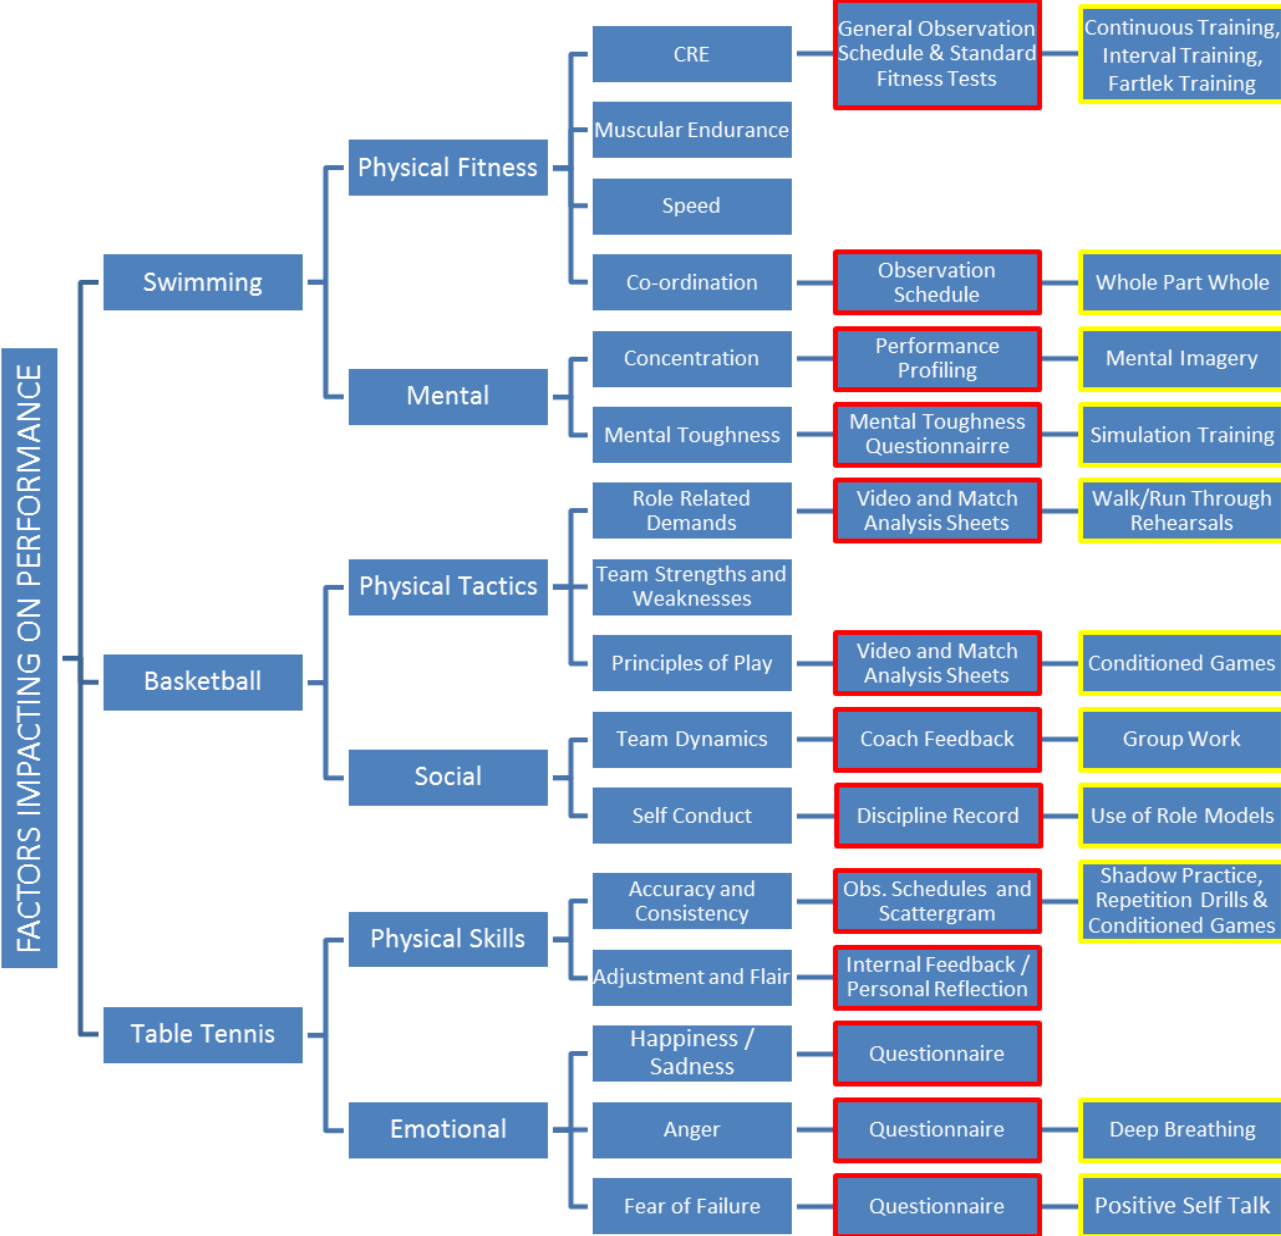 FACTORS IMPACTING ON PERFORMANCE
Swimming
Physical Fitness
CRE
General Observation
Schedule & Standard
Fitness Tests
Continuous Training,
Interval Training,
Fartlek Training
Muscular Endurance
Speed
Co-ordination
Observation
Schedule
Whole Part Whole
Mental
Concentration
Performance
Profiling
Mental Imagery
Mental Toughness
Mental Toughness
Questionnairre
Simulation Training
Basketball
Physical Tactics
Role Related
Demands
Video and Match
Analysis Sheets
Walk/Run Through
Rehearsals
Team Strengths and
Weaknesses
Principles of Play
Video and Match
Analysis Sheets
Conditioned Games
Social
Team Dynamics
Coach Feedback
Group Work
Self Conduct
Discipline Record
Use of Role Models
Table Tennis
Physical Skills
Accuracy and
Consistency
Obs. Schedules and
Scattergram
Shadow Practice,
Repetition Drills &
Conditioned Games
Adjustment and Flair
Internal Feedback /
Personal Reflection
Emotional
Happiness /
Sadness
Questionnaire
Anger
Questionnaire
Deep Breathing
Fear of Failure
Questionnaire
Positive Self Talk